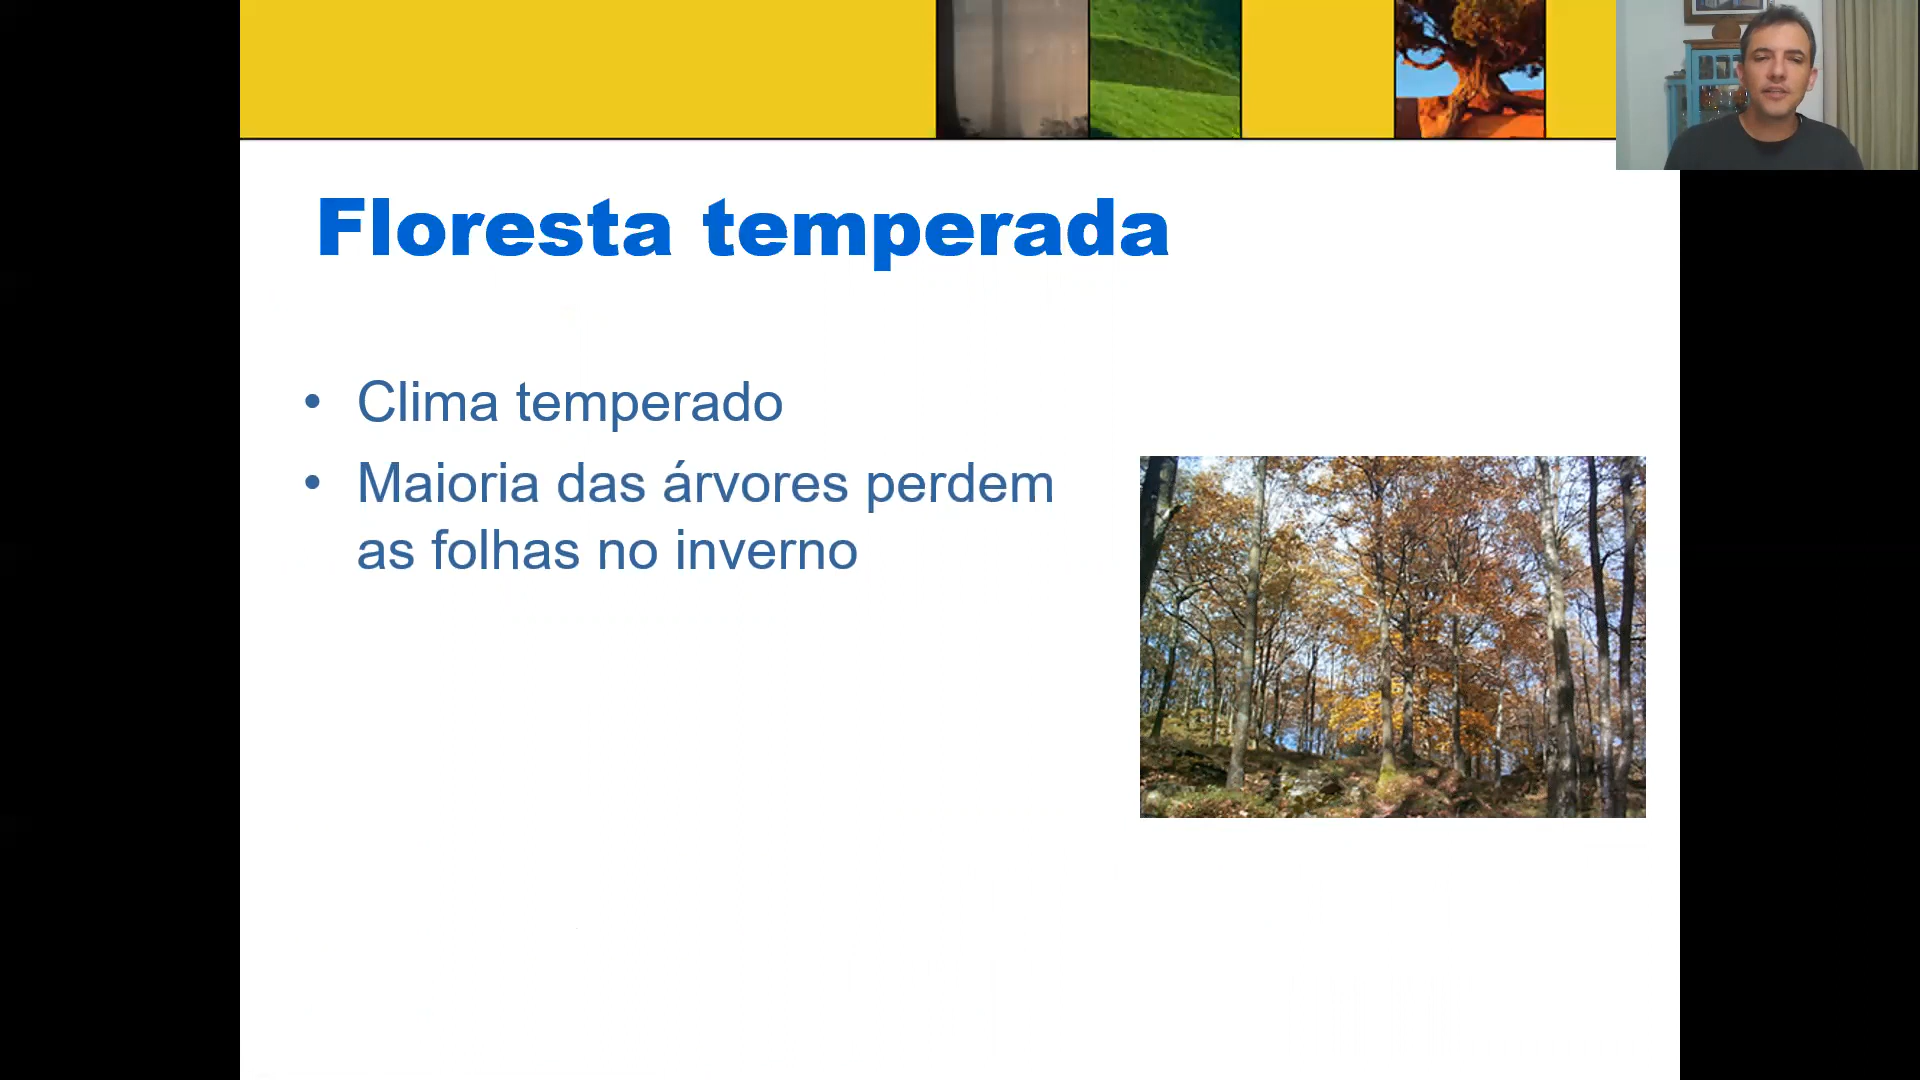 Floresta temperada
• Clima temperado
• Maioria das árvores perdem
as folhas no inverno